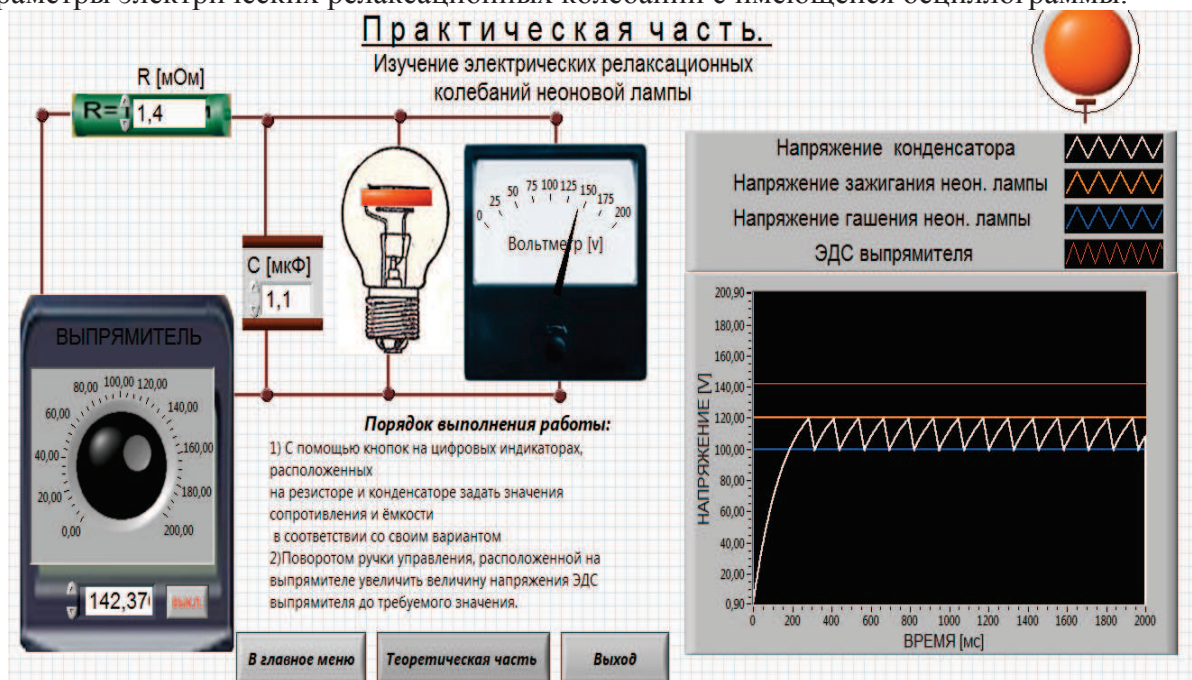 раметры электрических релаксационных колебаний с имеющейся осциллограммы.
Практическая часть.
Изучение электрических релаксационных
колебаний неоновой лампы
R [мОм]
R= 1,4
C [мкФ]
1,1
0 25 50 75 100 125 150 175 200
Вольтметр [v]
ВЫПРЯМИТЕЛЬ
0,00 20,00 40,00 60,00 80,00 100,00 120,00 140,00 160,00 180,00 200,00
142,37
выкл.
Порядок выполнения работы:
1) С помощью кнопок на цифровых индикаторах,
расположенных
на резисторе и конденсаторе задать значения
сопротивления и ёмкости
в соответствии со своим вариантом
2)Поворотом ручки управления, расположенной на
выпрямителе увеличить величину напряжения ЭДС
выпрямителя до требуемого значения.
В главное меню
Теоретическая часть
Выход
Напряжение конденсатора
Напряжение зажигания неон. лампы
Напряжение гашения неон. лампы
ЭДС выпрямителя
НАПРЯЖЕНИЕ [V]
200,90
180,00
160,00
140,00
120,00
100,00
80,00
60,00
40,00
20,00
0,90
0 200 400 600 800 1000 1200 1400 1600 1800 2000
ВРЕМЯ [мс]